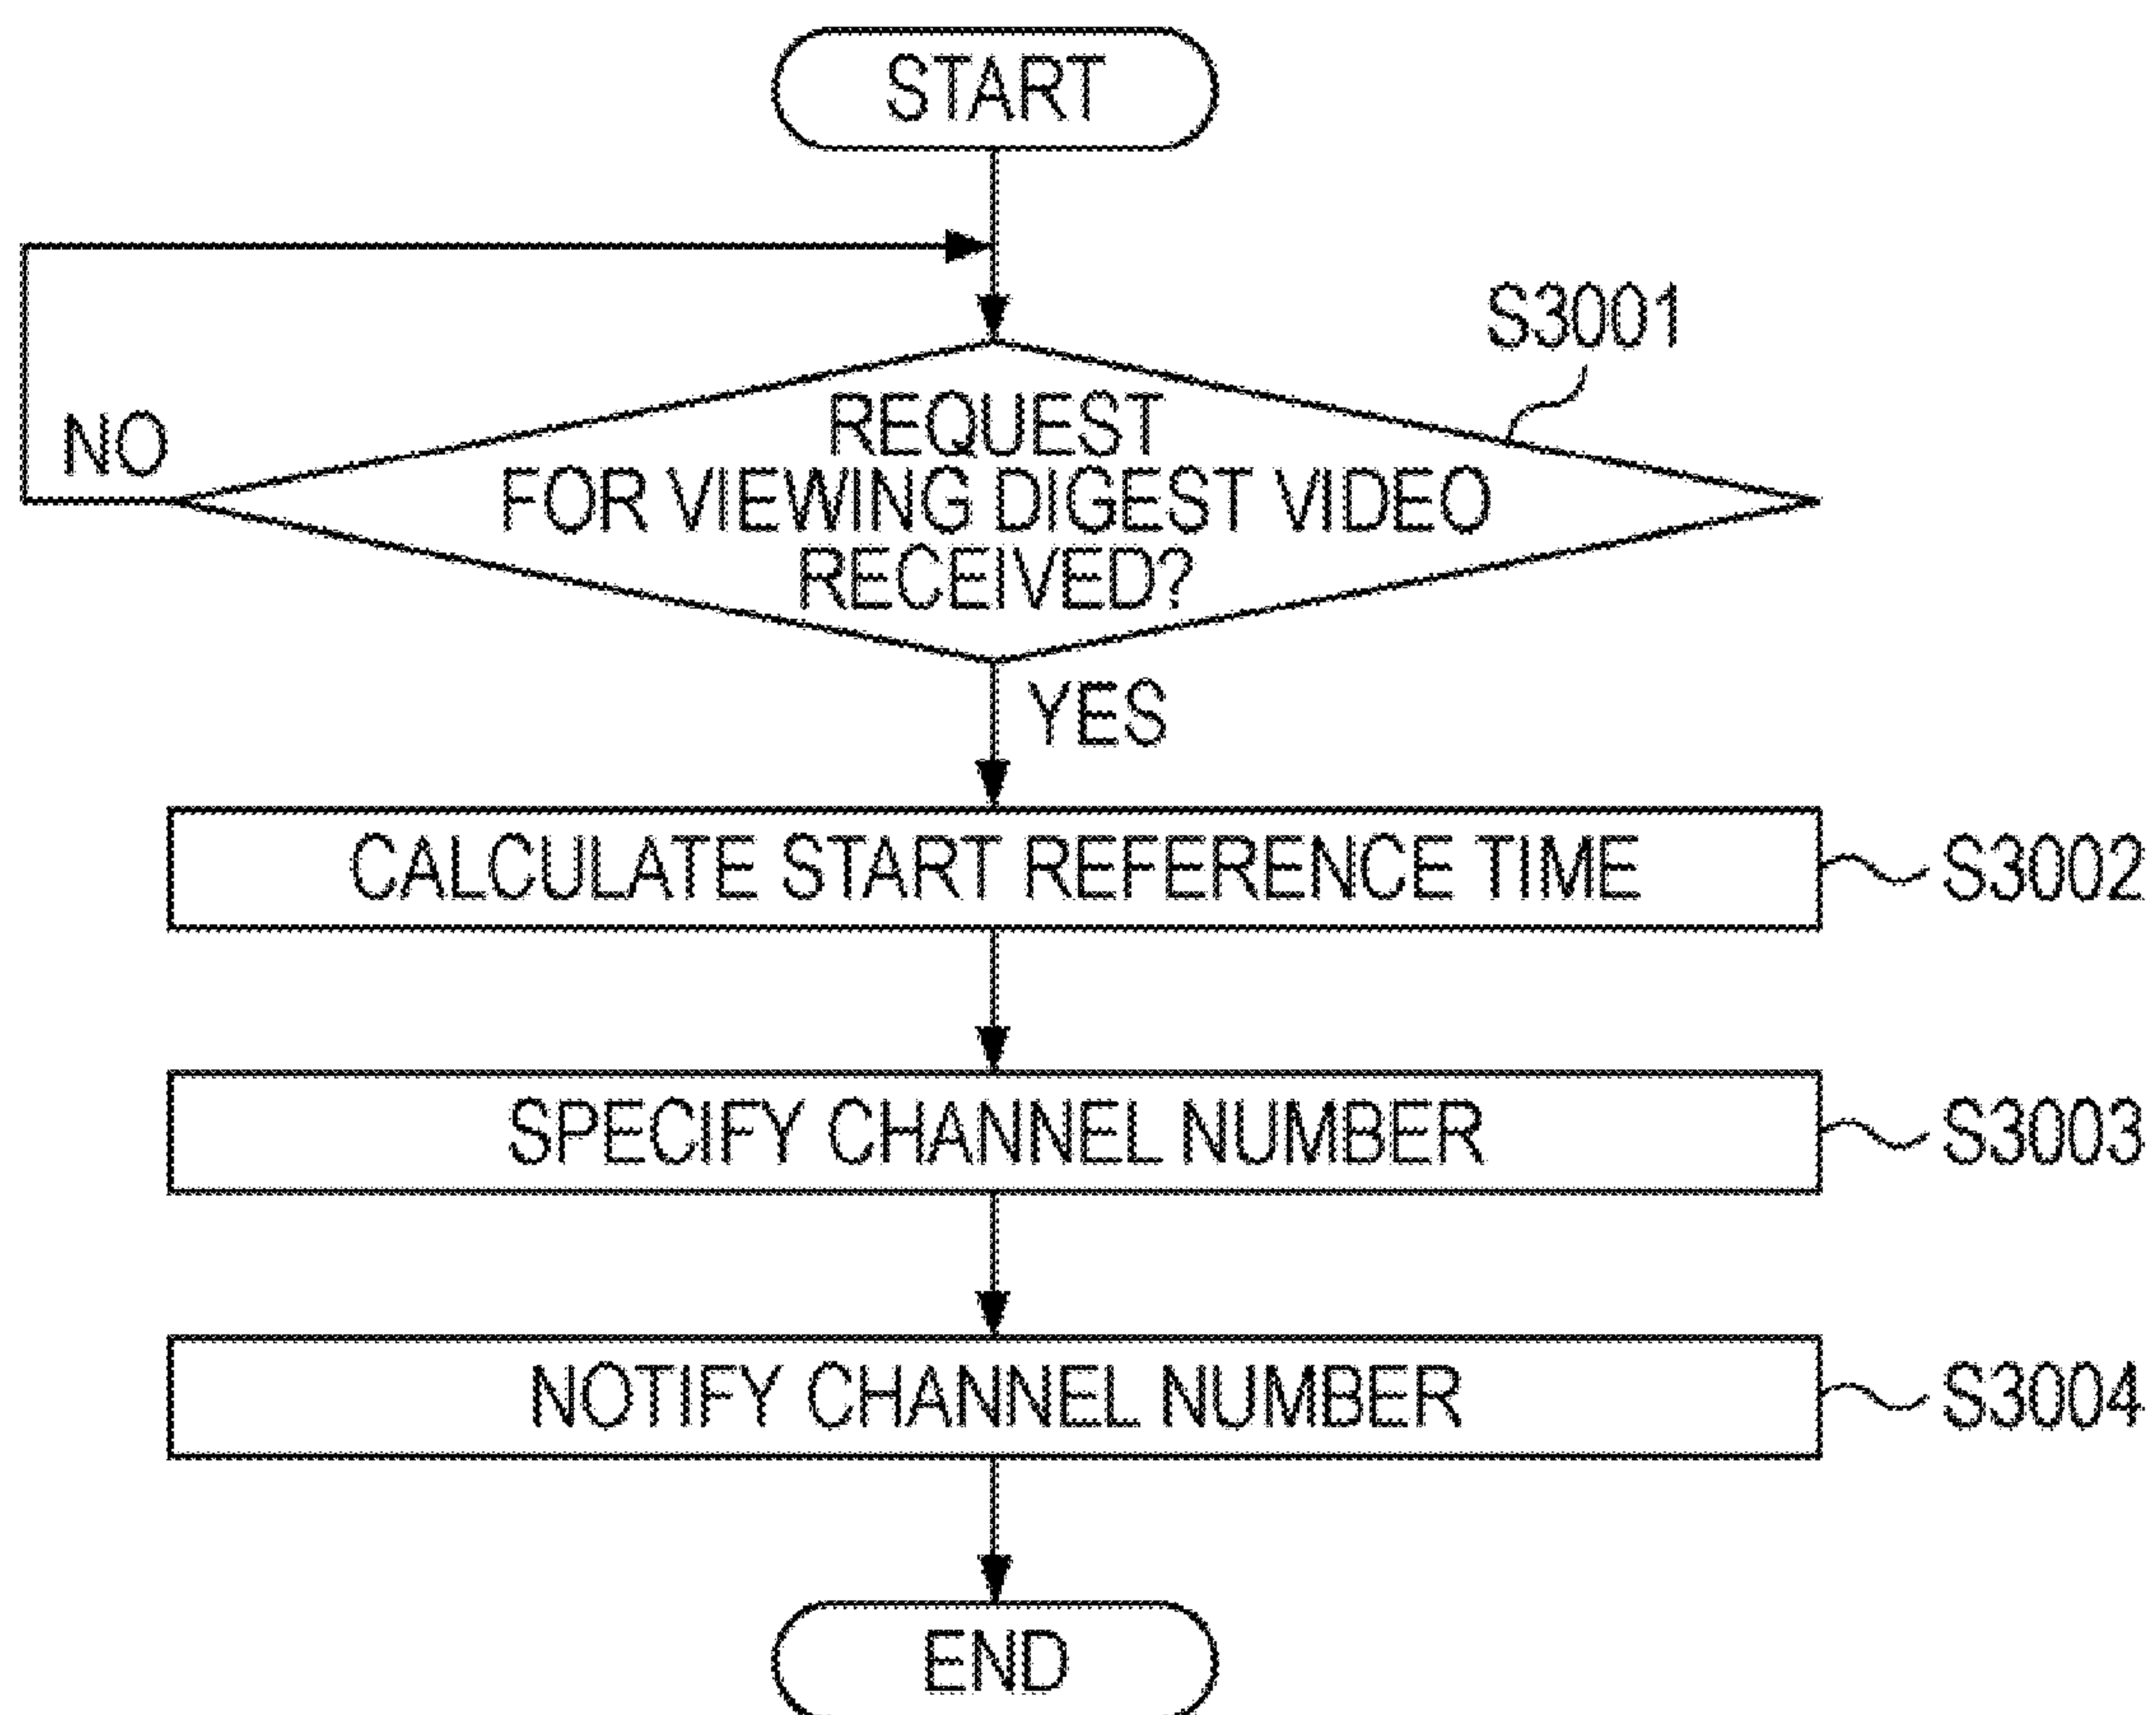 START
S3001
REQUEST
FOR VIEWING DIGEST VIDEO
RECEIVED?
NO
YES
CALCULATE START REFERENCE TIME
S3002
SPECIFY CHANNEL NUMBER
S3003
NOTIFY CHANNEL NUMBER
S3004
END